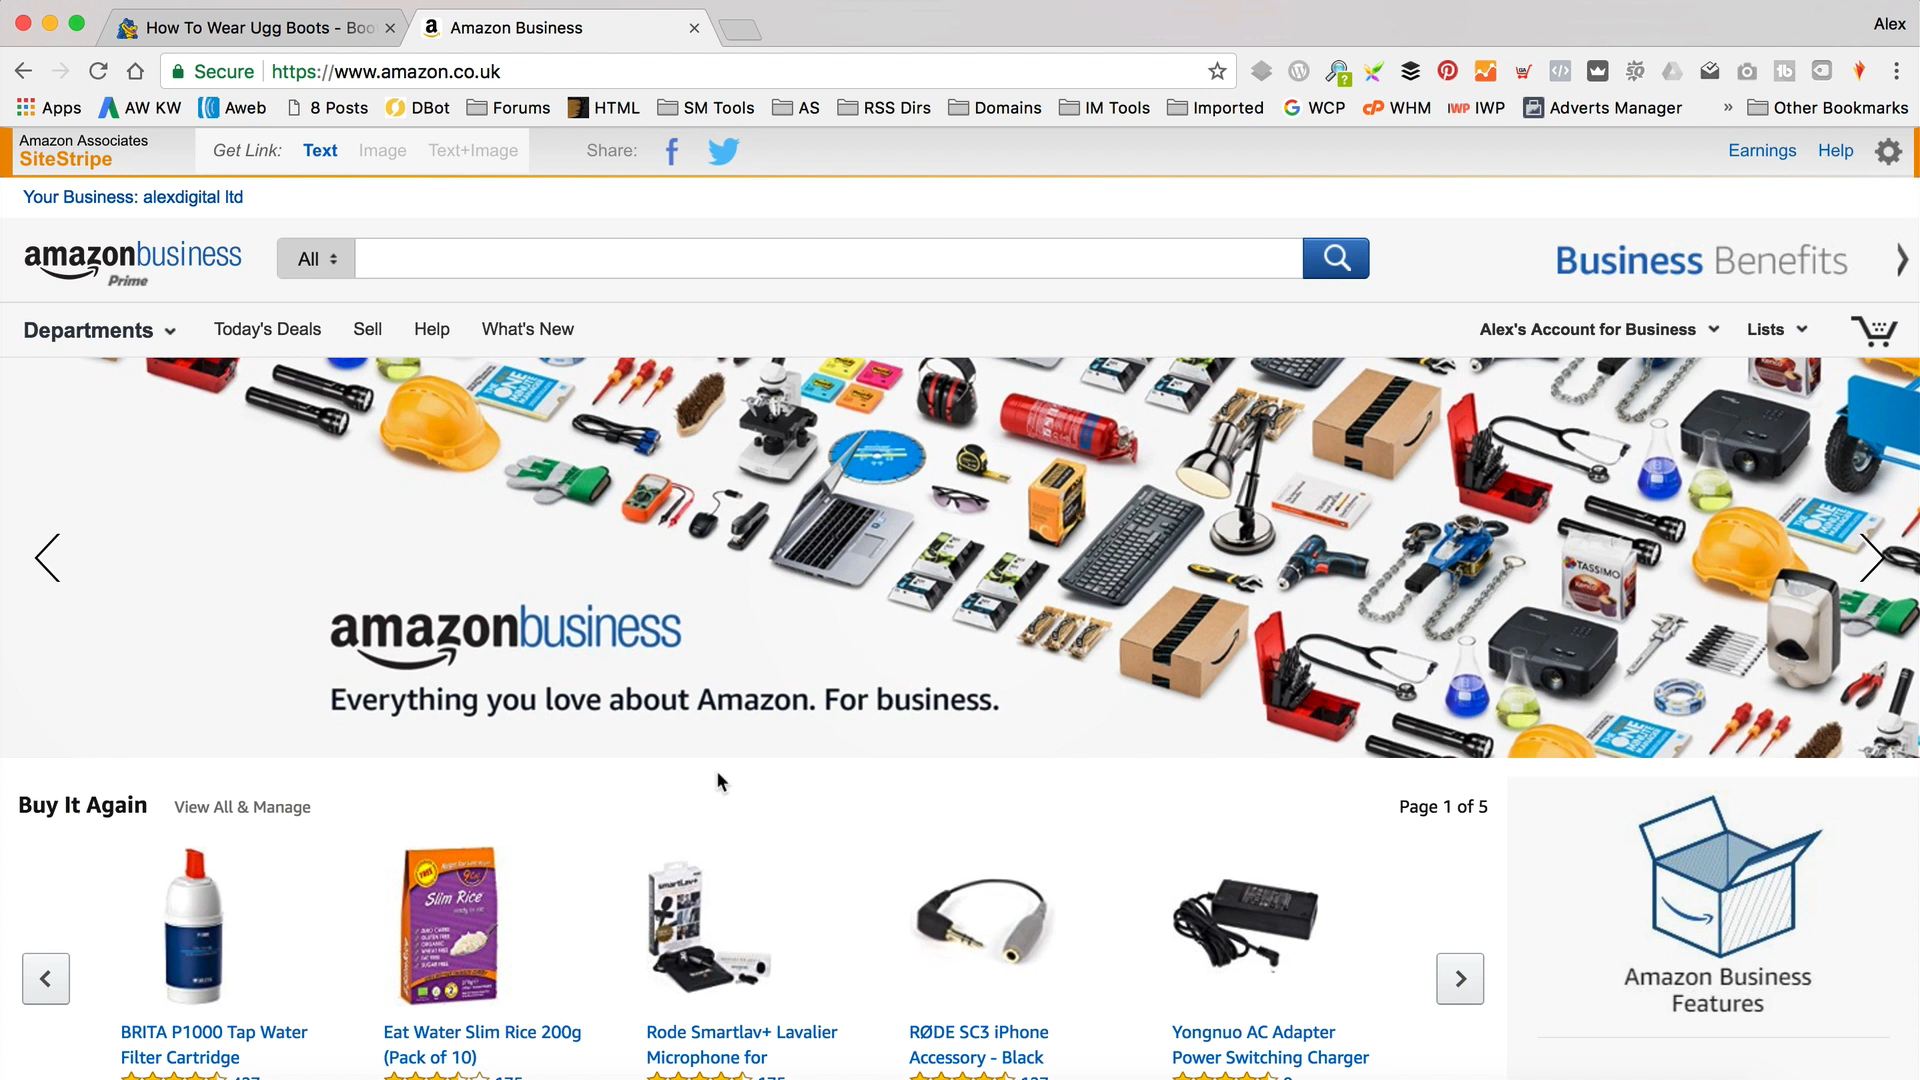 How To Wear Ugg Boots - Boo
Amazon Business
Alex
Secure
https://www.amazon.co.uk
Apps
AW KW
Aweb
8 Posts
DBot
Forums
HTML
SM Tools
AS
RSS Dirs
Domains
IM Tools
Imported
WCP
WHM
IWP
Adverts Manager
Other Bookmarks
Amazon Associates
SiteStripe
Get Link:
Text
Image
Text+Image
Share:
Earnings
Help
Your Business: alexdigital ltd
amazonbusiness
Prime
All
Business Benefits
Departments
Today's Deals
Sell
Help
What's New
Alex's Account for Business
Lists
TASSIMO
amazonbusiness
Everything you love about Amazon. For business.
Buy It Again
View All & Manage
Page 1 of 5
Slim Rice
smartLav+
BRITA P1000 Tap Water
Filter Cartridge
Eat Water Slim Rice 200g
(Pack of 10)
Rode Smartlav+ Lavalier
Microphone for
RØDE SC3 iPhone
Accessory - Black
Yongnuo AC Adapter
Power Switching Charger
Amazon Business
Features